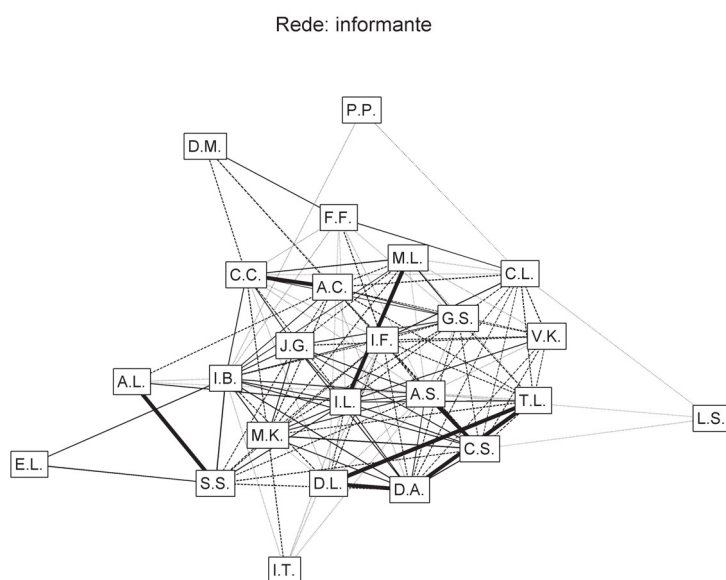 Rede: informante
P.P.
D.M.
F.F.
M.L.
C.C.
A.C.
C.L.
G.S.
I.F.
V.K.
J.G.
A.L.
I.B.
I.L.
A.S.
T.L.
L.S.
M.K.
C.S.
E.L.
S.S.
D.L.
D.A.
I.T.